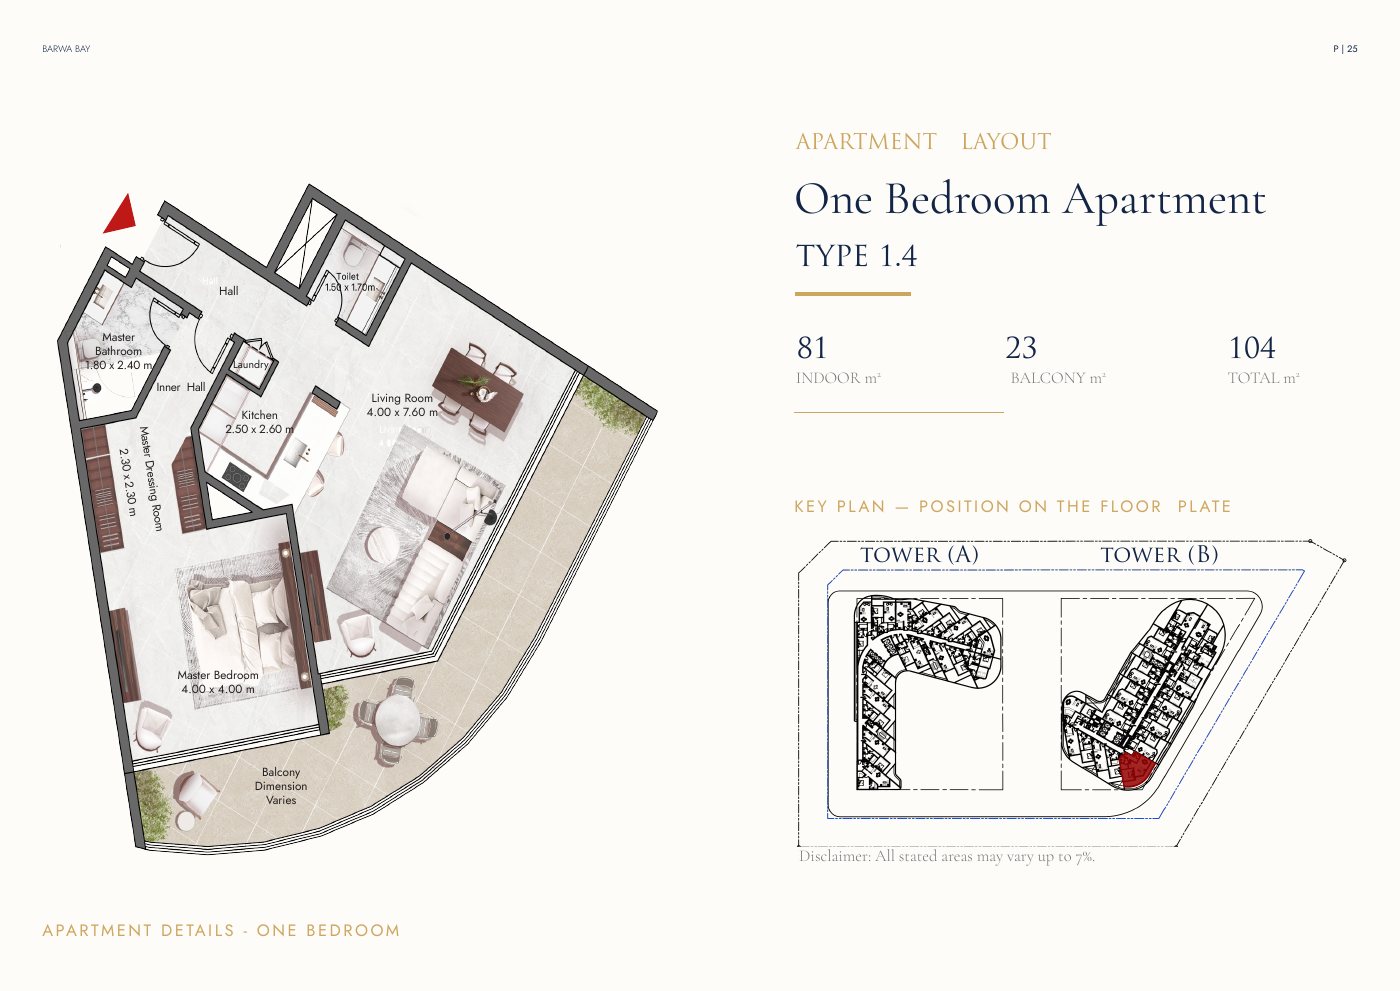 BARWA BAY
P | 25
APARTMENT LAYOUT
One Bedroom Apartment
TYPE 1.4
81
INDOOR m²
23
BALCONY m²
104
TOTAL m²
KEY PLAN — POSITION ON THE FLOOR PLATE
TOWER (A)
TOWER (B)
Disclaimer: All stated areas may vary up to 7%.
Hall
Toilet
1.50 x 1.70m
Master
Bathroom
1.80 x 2.40 m
Inner Hall
Laundry
Kitchen
2.50 x 2.60 m
Living Room
4.00 x 7.60 m
Master Dressing Room
2.30 x 2.30 m
Master Bedroom
4.00 x 4.00 m
Balcony
Dimension
Varies
APARTMENT DETAILS - ONE BEDROOM